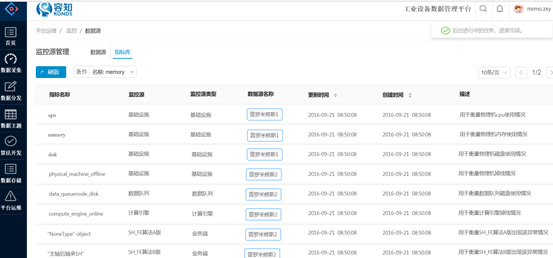 容知
RONDS
工业设备数据管理平台
momo.zxy
平台运维 / 监控 / 数据源
后台进行中的任务，进度完成。
首页
数据采集
数据分发
数据主题
算法开发
数据存储
平台运维
监控源管理
数据源
指标库
刷新
条件 名称: memory
10条/页
1/2
指标名称 监控源 监控源类型 数据源名称 更新时间 创建时间 描述
cpu 基础设施 基础设施 普罗米修斯1 2016-09-21 08:50:08 2016-09-21 08:50:08 用于衡量物理机cpu使用情况
memory 基础设施 基础设施 普罗米修斯1 2016-09-21 08:50:08 2016-09-21 08:50:08 用于衡量物理机内存使用情况
disk 基础设施 基础设施 普罗米修斯1 2016-09-21 08:50:08 2016-09-21 08:50:08 用于衡量物理机磁盘使用情况
physical_machine_offline 基础设施 基础设施 普罗米修斯2 2016-09-21 08:50:08 2016-09-21 08:50:08 用于衡量物理机掉线情况
data_queuenode_disk 数据队列 数据队列 普罗米修斯2 2016-09-21 08:50:08 2016-09-21 08:50:08 用于衡量数据队列磁盘使用情况
compute_engine_online 计算引擎 计算引擎 普罗米修斯2 2016-09-21 08:50:08 2016-09-21 08:50:08 用于衡量计算引擎掉线情况
"NoneType" object SH_FE算法A版 业务端 普罗米修斯2 2016-09-21 08:50:08 2016-09-21 08:50:08 用于衡量SH_FE算法A版出现该异常情况
"主轴后轴承1H" SH_FE算法B版 业务端 普罗米修斯2 2016-09-21 08:50:08 2016-09-21 08:50:08 用于衡量SH_FE算法B版出现该异常情况